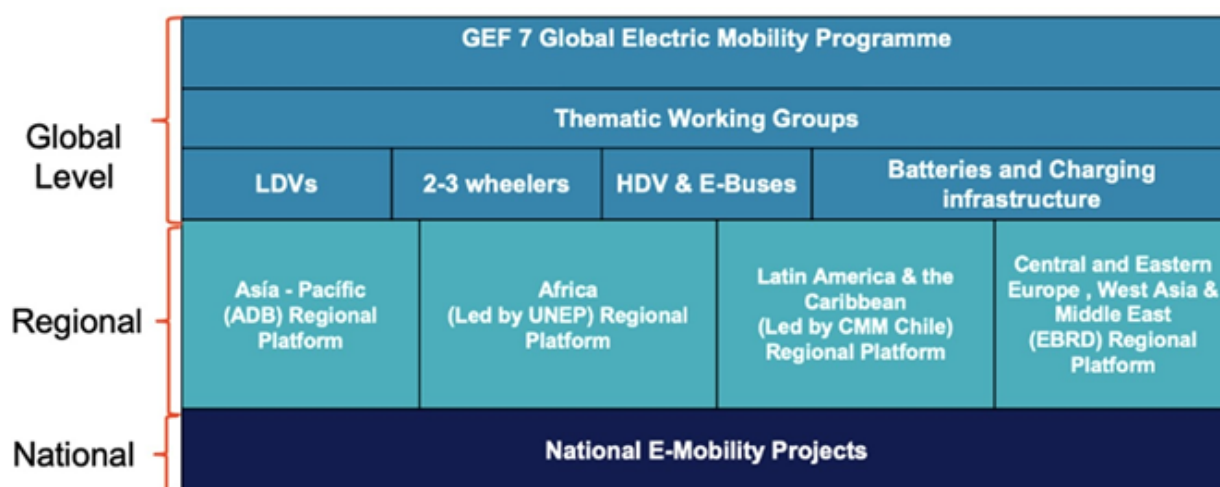 GEF 7 Global Electric Mobility Programme
Thematic Working Groups
Global
Level
LDVs
2-3 wheelers
HDV & E-Buses
Batteries and Charging
infrastructure
Regional
Asía - Pacífic
(ADB) Regional
Platform
Africa
(Led by UNEP) Regional
Platform
Latin America & the
Caribbean
(Led by CMM Chile)
Regional Platform
Central and Eastern
Europe , West Asia &
Middle East
(EBRD) Regional
Platform
National
National E-Mobility Projects